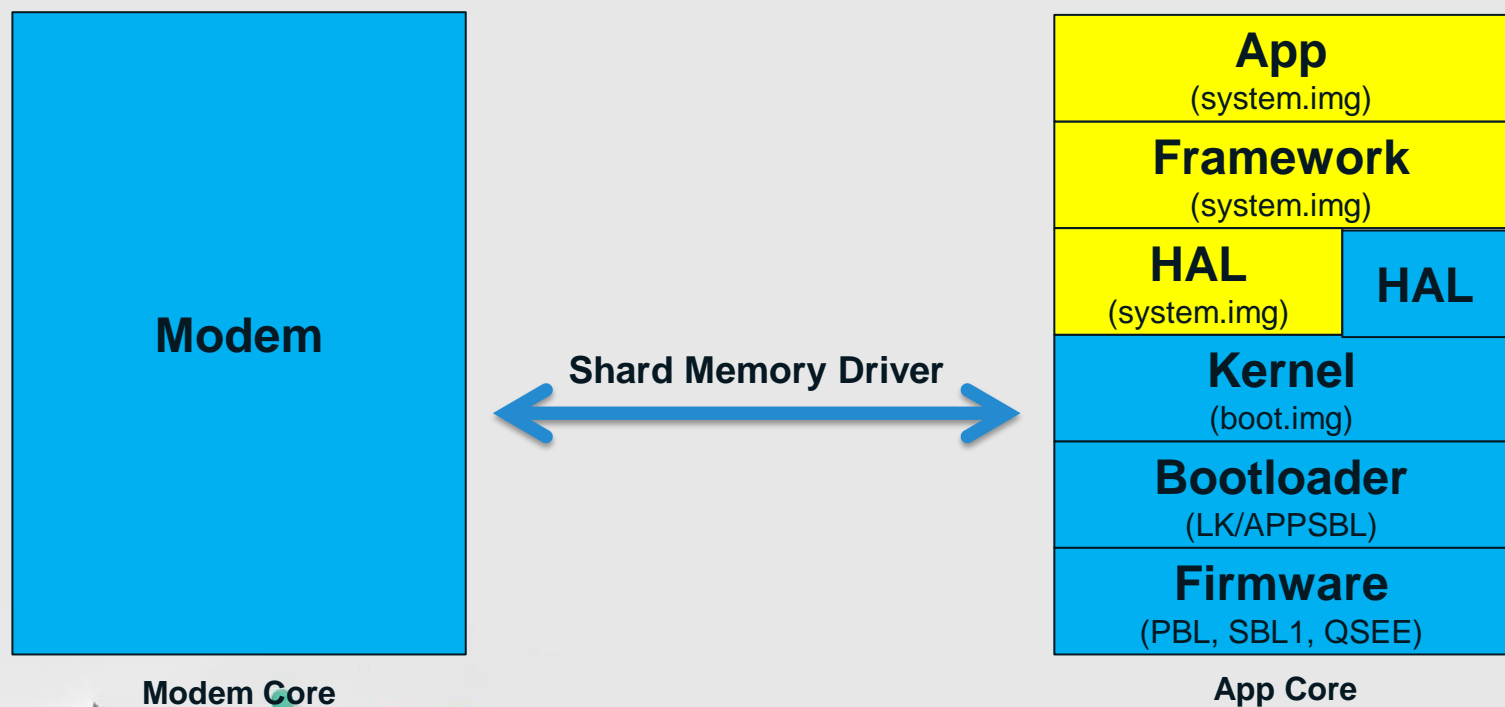 Modem
Modem Core
Shard Memory Driver
App
(system.img)
Framework
(system.img)
HAL
(system.img)
HAL
Kernel
(boot.img)
Bootloader
(LK/APPSBL)
Firmware
(PBL, SBL1, QSEE)
App Core